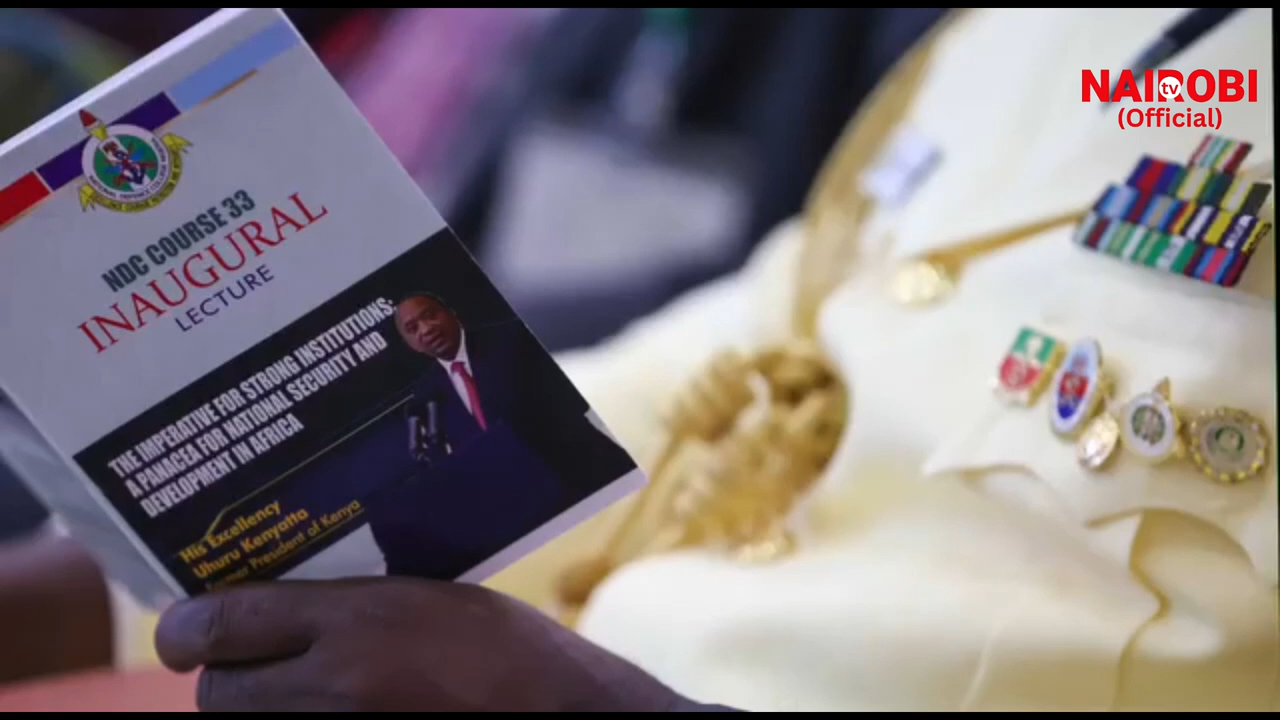 NAIROBI
tv
(Official)
NDC COURSE 33
INAUGURAL
LECTURE
THE IMPERATIVE FOR STRONG INSTITUTIONS:
A PANACEA FOR NATIONAL SECURITY AND
DEVELOPMENT IN AFRICA
His Excellency
Uhuru Kenyatta
Former President of Kenya